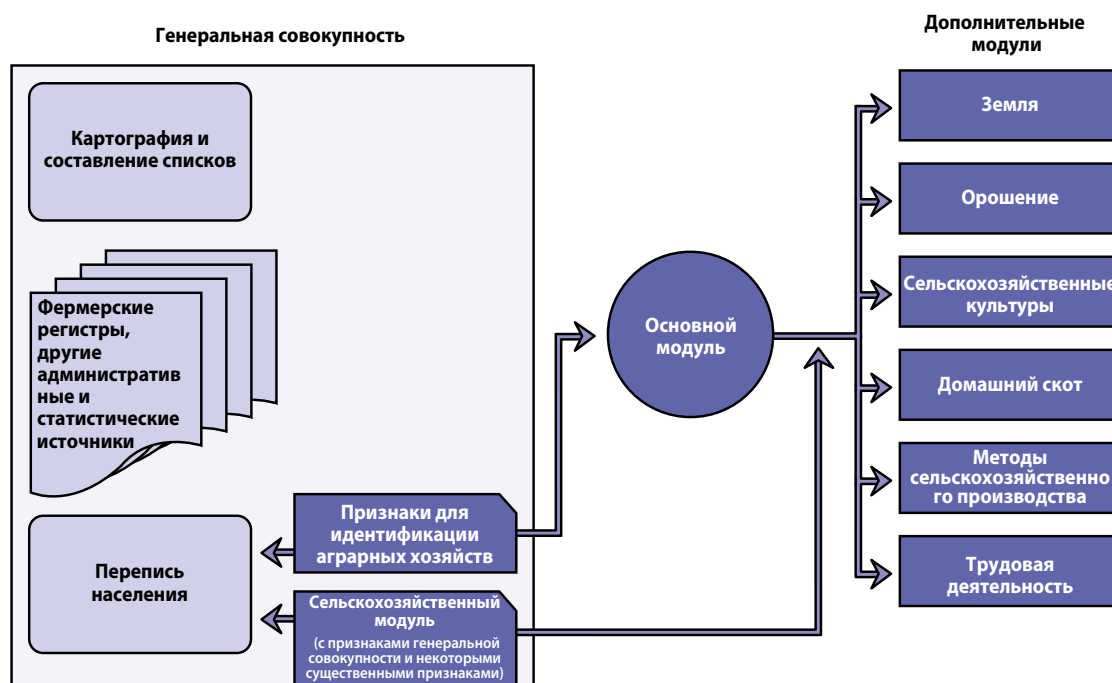 Генеральная совокупность
Дополнительные
модули
Картография и
составление списков
Фермерские
регистры,
другие
административ
ные и
статистические
источники
Перепись
населения
Признаки для
идентификации
аграрных хозяйств
Сельскохозяйственный
модуль
(с признаками генеральной
совокупности и некоторыми
существенными признаками)
Основной
модуль
Земля
Орошение
Сельскохозяйственные
культуры
Домашний скот
Методы
сельскохозяйственно
го производства
Трудовая
деятельность